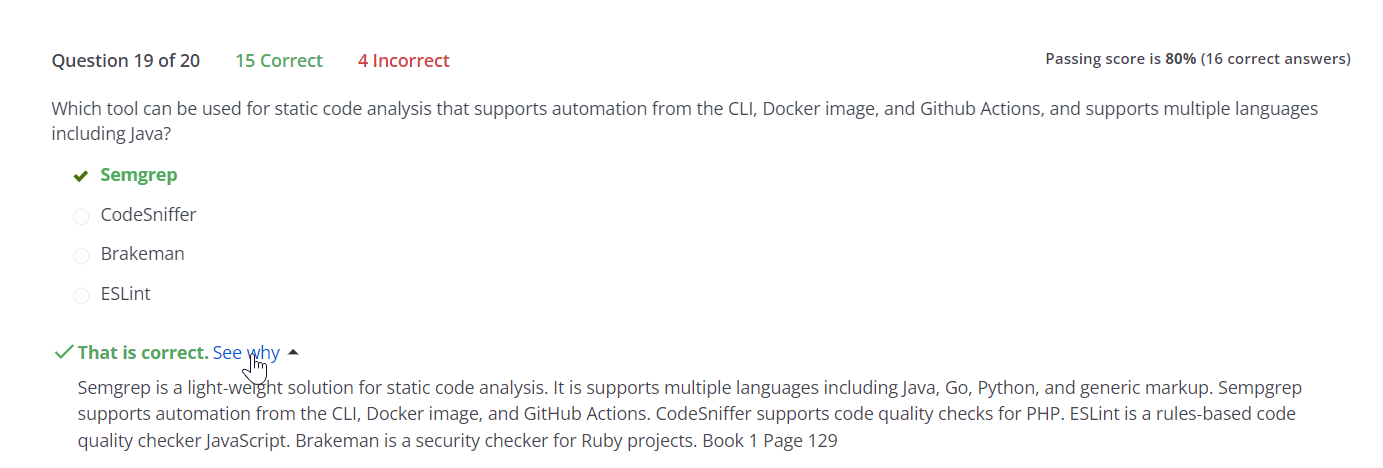 Question 19 of 20 15 Correct 4 Incorrect Passing score is 80% (16 correct answers)
Which tool can be used for static code analysis that supports automation from the CLI, Docker image, and Github Actions, and supports multiple languages
including Java?
Semgrep
CodeSniffer
Brakeman
ESLint
That is correct. See why
Semgrep is a light-weight solution for static code analysis. It is supports multiple languages including Java, Go, Python, and generic markup. Sempgrep
supports automation from the CLI, Docker image, and GitHub Actions. CodeSniffer supports code quality checks for PHP. ESLint is a rules-based code
quality checker JavaScript. Brakeman is a security checker for Ruby projects. Book 1 Page 129